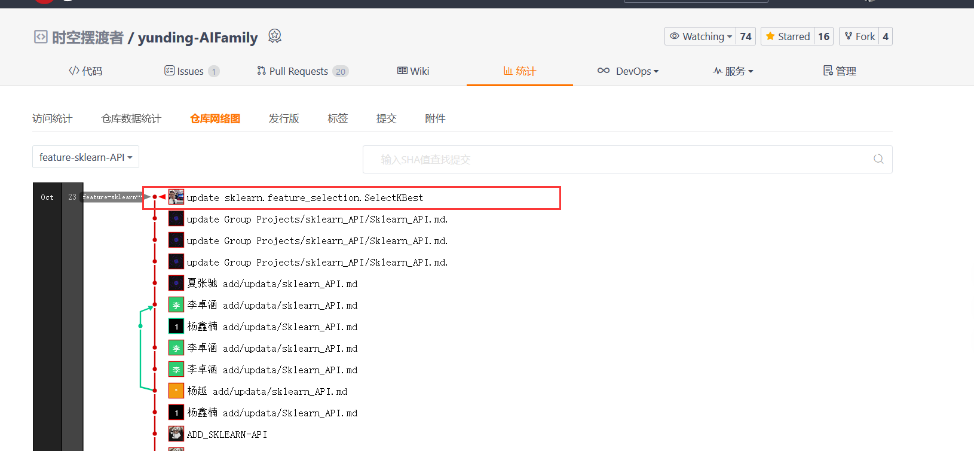 时空摆渡者 / yunding-AIFamily
Watching 74 Starred 16 Fork 4
代码 Issues 1 Pull Requests 20 Wiki 统计 DevOps 服务 管理
访问统计 仓库数据统计 仓库网络图 发行版 标签 提交 附件
feature-sklearn-API
输入SHA值查找提交
Oct 23 feature-sklearn update sklearn.feature_selection.SelectKBest
update Group Projects/sklearn_API/Sklearn_API.md.
update Group Projects/sklearn_API/Sklearn_API.md.
update Group Projects/sklearn_API/Sklearn_API.md.
夏张驰 add/updata/sklearn_API.md
李 李卓涵 add/updata/sklearn_API.md
1 杨鑫楠 add/updata/Sklearn_API.md
李 李卓涵 add/updata/sklearn_API.md
李 李卓涵 add/updata/sklearn_API.md
杨越 add/updata/sklearn_API.md
1 杨鑫楠 add/updata/Sklearn_API.md
ADD_SKLEARN-API